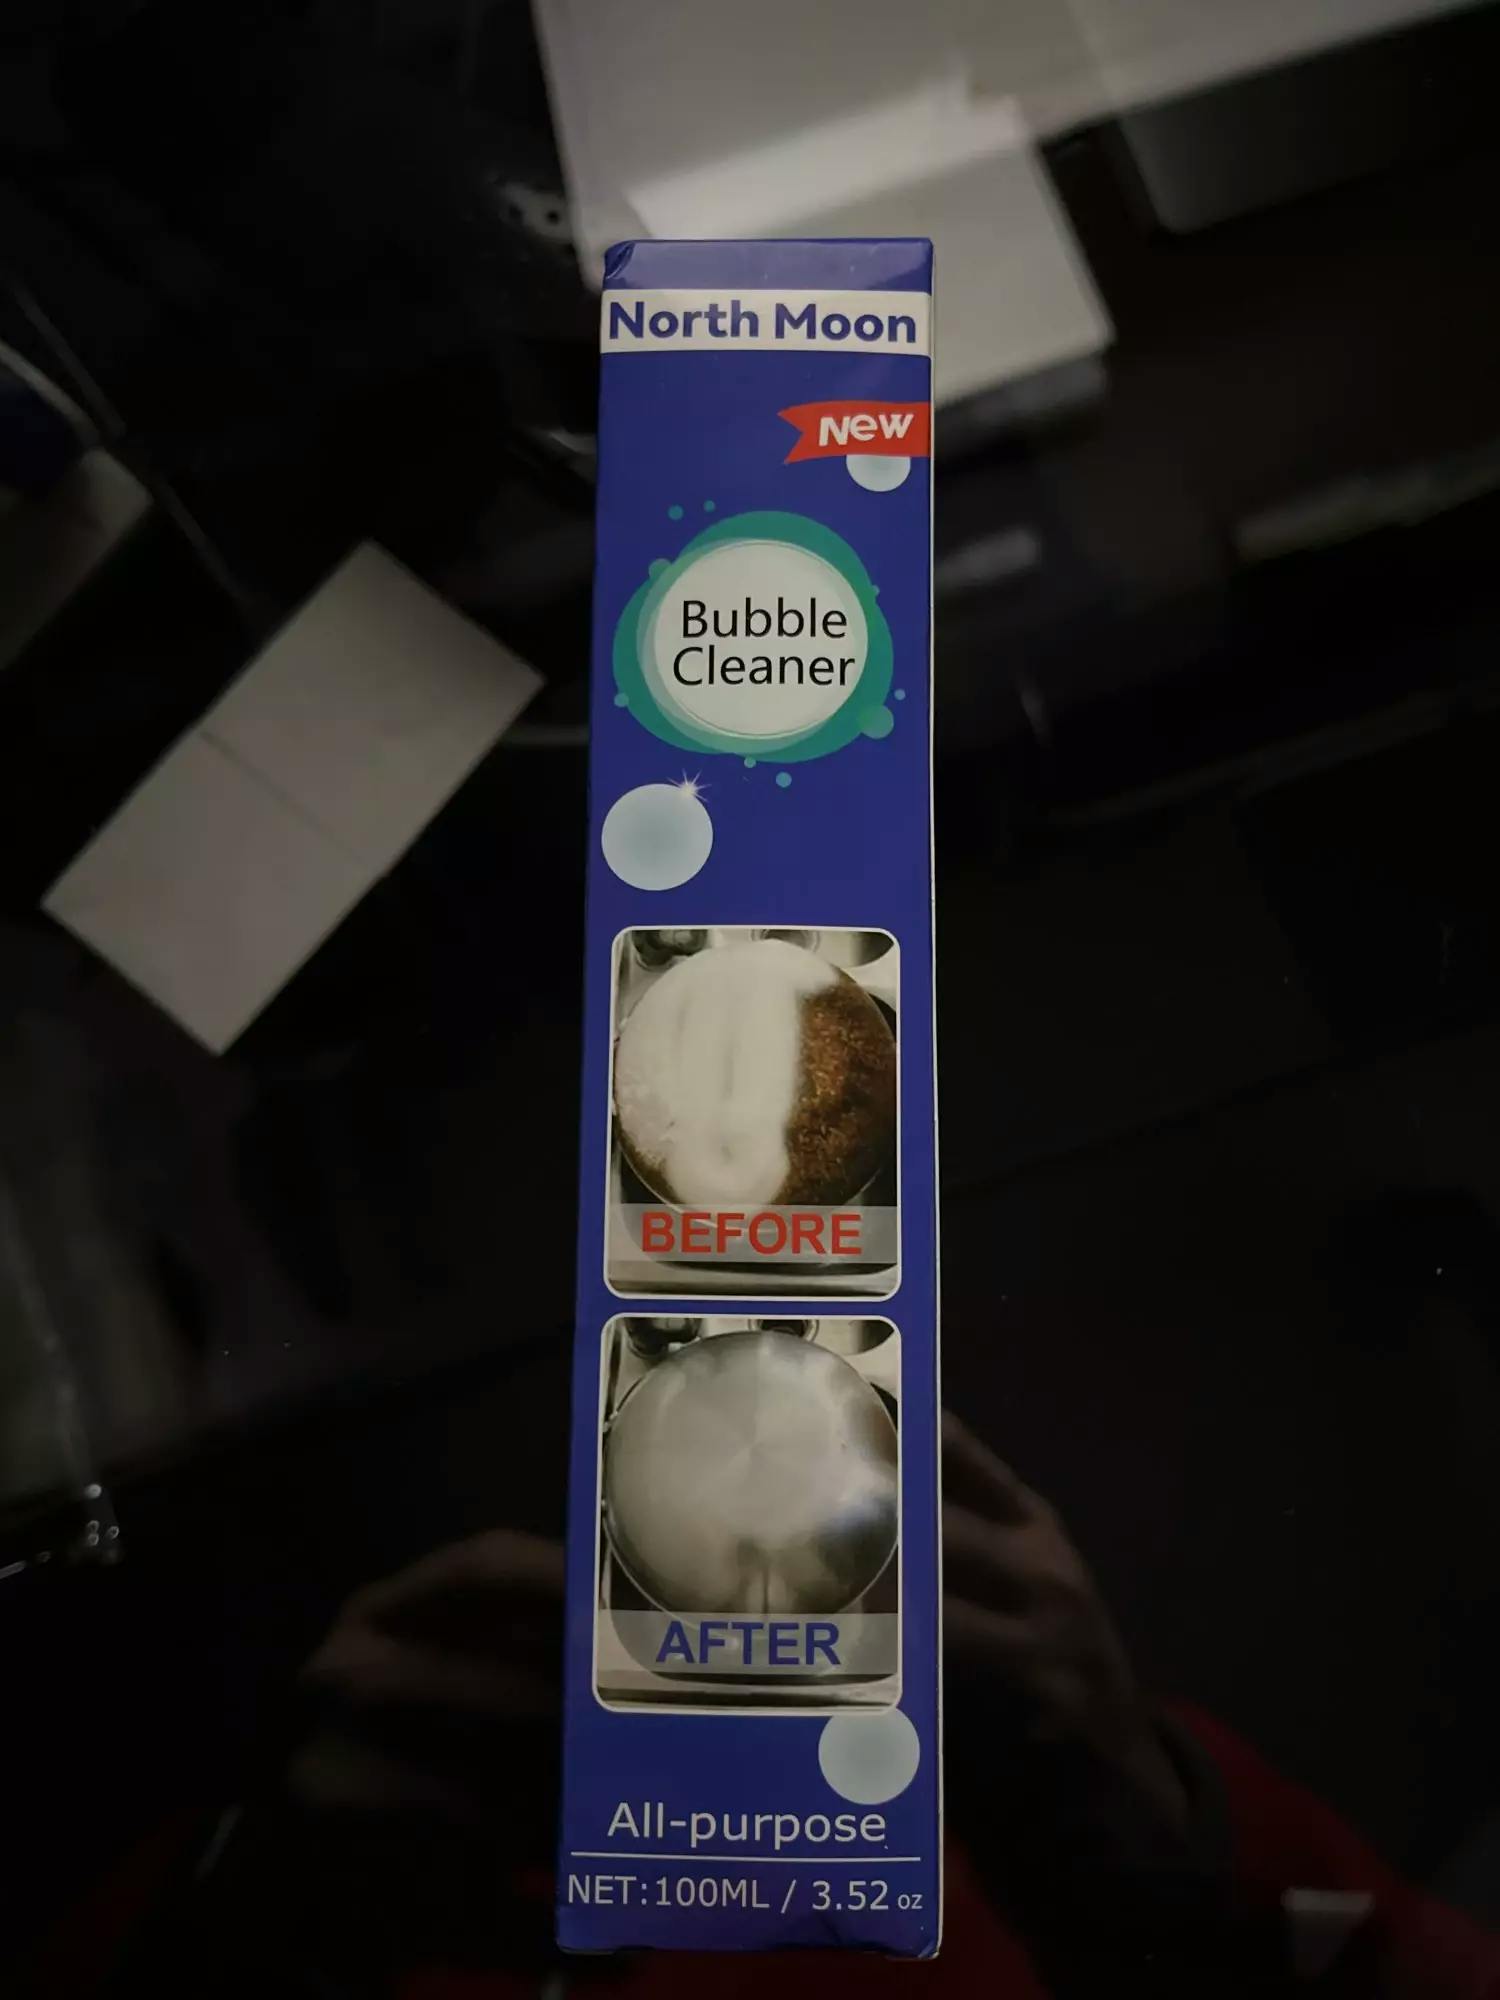 North Moon
New
Bubble
Cleaner
BEFORE
AFTER
All-purpose
NET:100ML / 3.52 oz